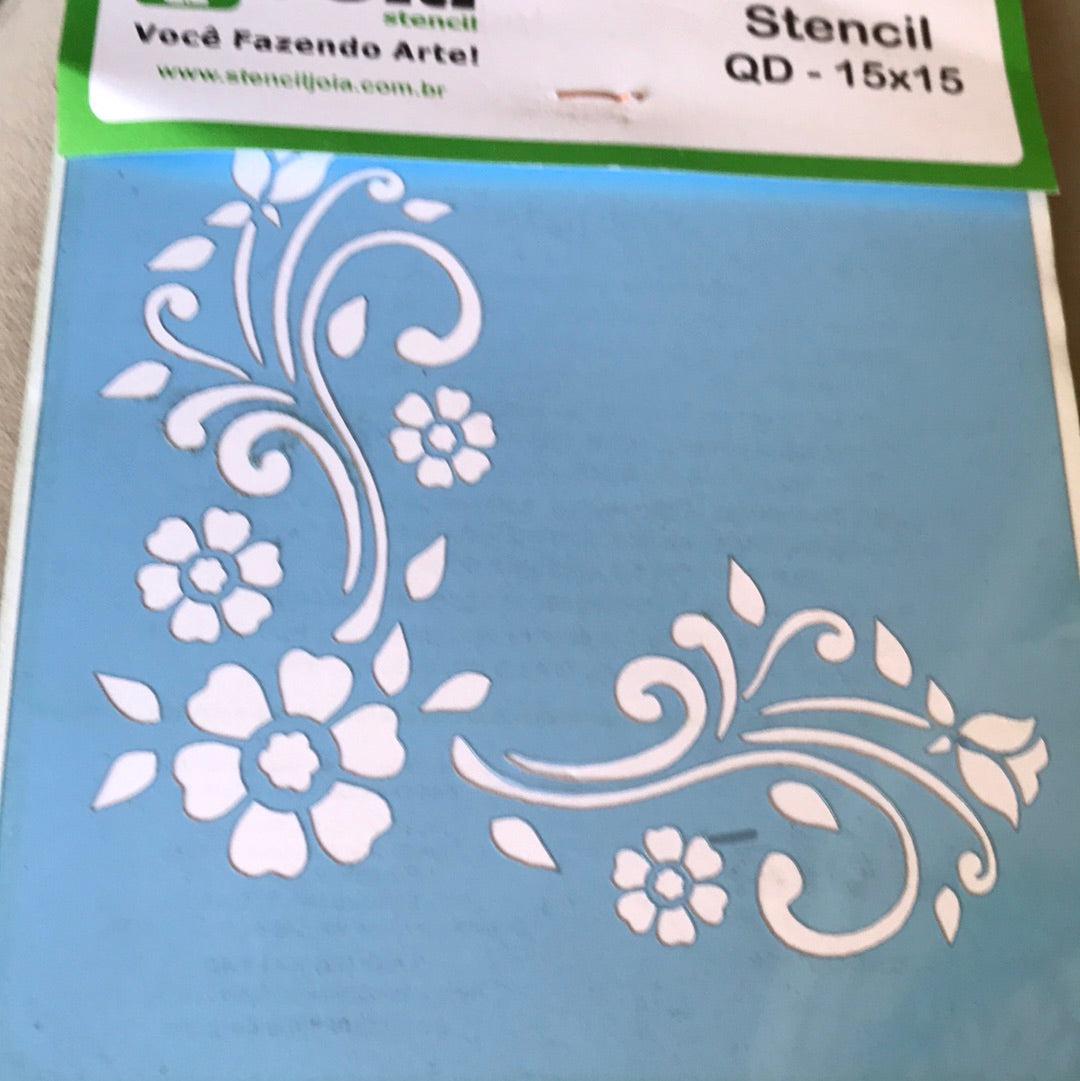 stencil
Você Fazendo Arte!
www.stenciljoia.com.br
Stencil
QD - 15x15